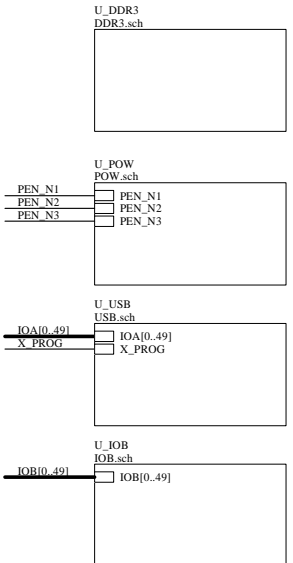 U_DDR3
DDR3.sch
U_POW
POW.sch
PEN_N1 PEN_N1
PEN_N2 PEN_N2
PEN_N3 PEN_N3
U_USB
USB.sch
IOA[0..49] IOA[0..49]
X_PROG X_PROG
U_IOB
IOB.sch
IOB[0..49] IOB[0..49]